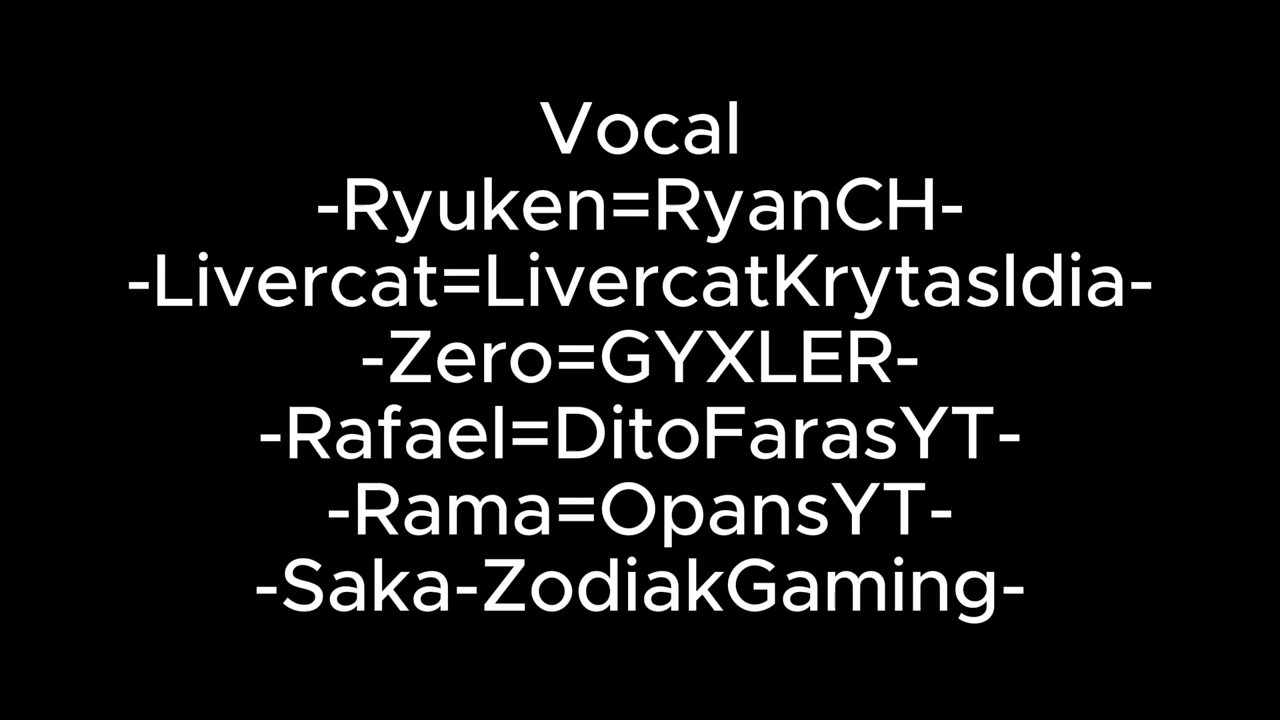 Vocal
-Ryuken=RyanCH-
-Livercat=LivercatKrytasIdia-
-Zero=GYXLER-
-Rafael=DitoFarasYT-
-Rama=OpansYT-
-Saka-ZodiakGaming-